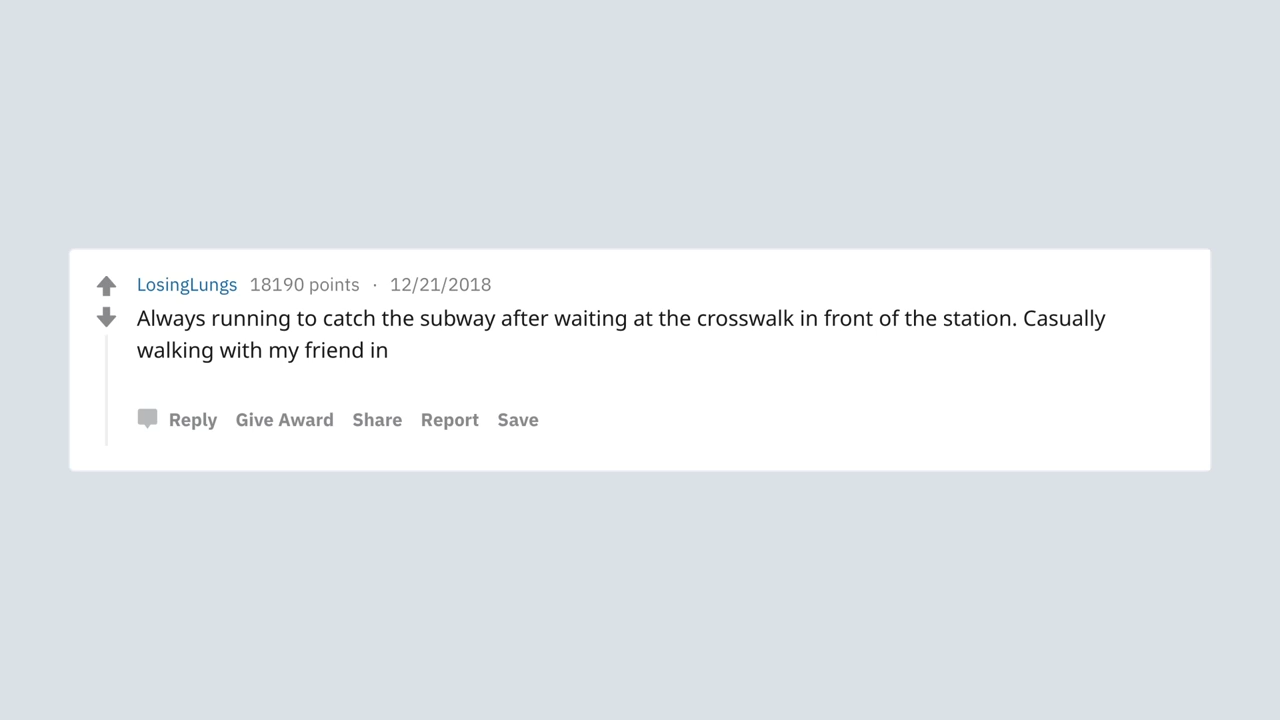 LosingLungs 18190 points · 12/21/2018
Always running to catch the subway after waiting at the crosswalk in front of the station. Casually
walking with my friend in
Reply Give Award Share Report Save